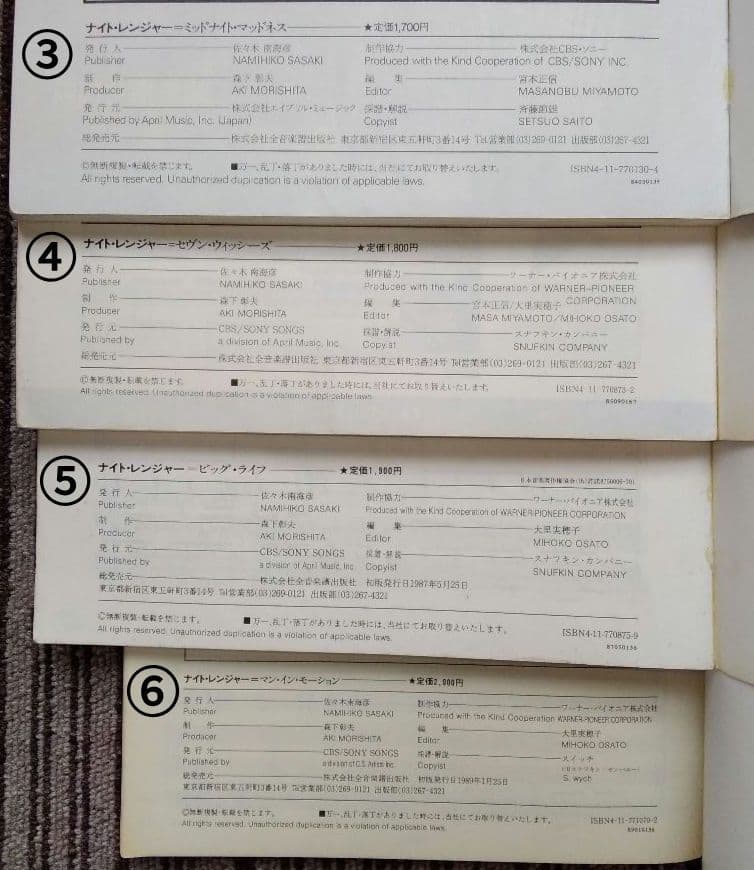 ③
ナイト・レンジャー＝ミッドナイト・マッドネス ★定価1,700円
発行人 佐々木 南海彦 制作協力 株式会社CBS・ソニー
Publisher NAMIHIKO SASAKI Produced with the Kind Cooperation of CBS/SONY INC.
制作 森下 彰夫 編集 宮本正信
Producer AKI MORISHITA Editor MASANOBU MIYAMOTO
発行元 株式会社エイプリル・ミュージック 採譜・解説 斉藤節雄
Published by April Music, Inc. (Japan) Copyist SETSUO SAITO
総発売元 株式会社全音楽譜出版社 東京都新宿区東五軒町3番14号 Tel営業部(03)269-0121 出版部(03)267-4321
©無断複製・転載を禁じます。 ■万一、乱丁・落丁がありました時には、当社にてお取り替えいたします。 ISBN4-11-770130-4
All rights reserved. Unauthorized duplication is a violation of applicable laws.
④
ナイト・レンジャー＝セヴン・ウィッシーズ ★定価1,800円
発行人 佐々木 南海彦 制作協力 ワーナー・パイオニア株式会社
Publisher NAMIHIKO SASAKI Produced with the Kind Cooperation of WARNER-PIONEER CORPORATION
制作 森下 彰夫 編集 宮本正信/大里実穂子
Producer AKI MORISHITA Editor MASA MIYAMOTO/MIHOKO OSATO
発行元 CBS/SONY SONGS 採譜・解説 スナフキン・カンパニー
Published by a division of April Music, Inc. Copyist SNUFKIN COMPANY
総発売元 株式会社全音楽譜出版社 東京都新宿区東五軒町3番14号 Tel営業部(03)269-0121 出版部(03)267-4321
©無断複製・転載を禁じます。 ■万一、乱丁・落丁がありました時には、当社にてお取り替えいたします。 ISBN4-11-770873-2
All rights reserved. Unauthorized duplication is a violation of applicable laws.
⑤
ナイト・レンジャー＝ビッグ・ライフ ★定価1,900円
発行人 佐々木南海彦 制作協力 ワーナー・パイオニア株式会社
Publisher NAMIHIKO SASAKI Produced with the Kind Cooperation of WARNER-PIONEER CORPORATION
制作 森下彰夫 編集 大里実穂子
Producer AKI MORISHITA Editor MIHOKO OSATO
発行元 CBS/SONY SONGS 採譜・解説 スナフキン・カンパニー
Published by a division of April Music, Inc. Copyist SNUFKIN COMPANY
総発売元 株式会社全音楽譜出版社 初版発行日1987年5月25日
東京都新宿区東五軒町3番14号 Tel営業部(03)269-0121 出版部(03)267-4321
©無断複製・転載を禁じます。 ■万一、乱丁・落丁がありました時には、当社にてお取り替えいたします。 ISBN4-11-770875-9
All rights reserved. Unauthorized duplication is a violation of applicable laws.
⑥
ナイト・レンジャー＝マン・イン・モーション ★定価2,000円
発行人 佐々木南海彦 制作協力 ワーナー・パイオニア株式会社
Publisher NAMIHIKO SASAKI Produced with the Kind Cooperation WARNER-PIONEER CORPORATION
制作 森下彰夫 編集 大里実穂子
Producer AKI MORISHITA Editor MIHOKO OSATO
発行元 CBS/SONY SONGS 採譜・解説 スイッチ
Published by a division of C.S. Artists Inc. Copyist S. wych
総発売元 株式会社全音楽譜出版社 初版発行日1989年1月25日
東京都新宿区東五軒町3番14号 Tel営業部(03)269-0121 出版部(03)267-4321
©無断複製・転載を禁じます。 ■万一、乱丁・落丁がありました時には、当社にてお取り替えいたします。 ISBN4-11-771079-2
All rights reserved. Unauthorized duplication is a violation of applicable laws.